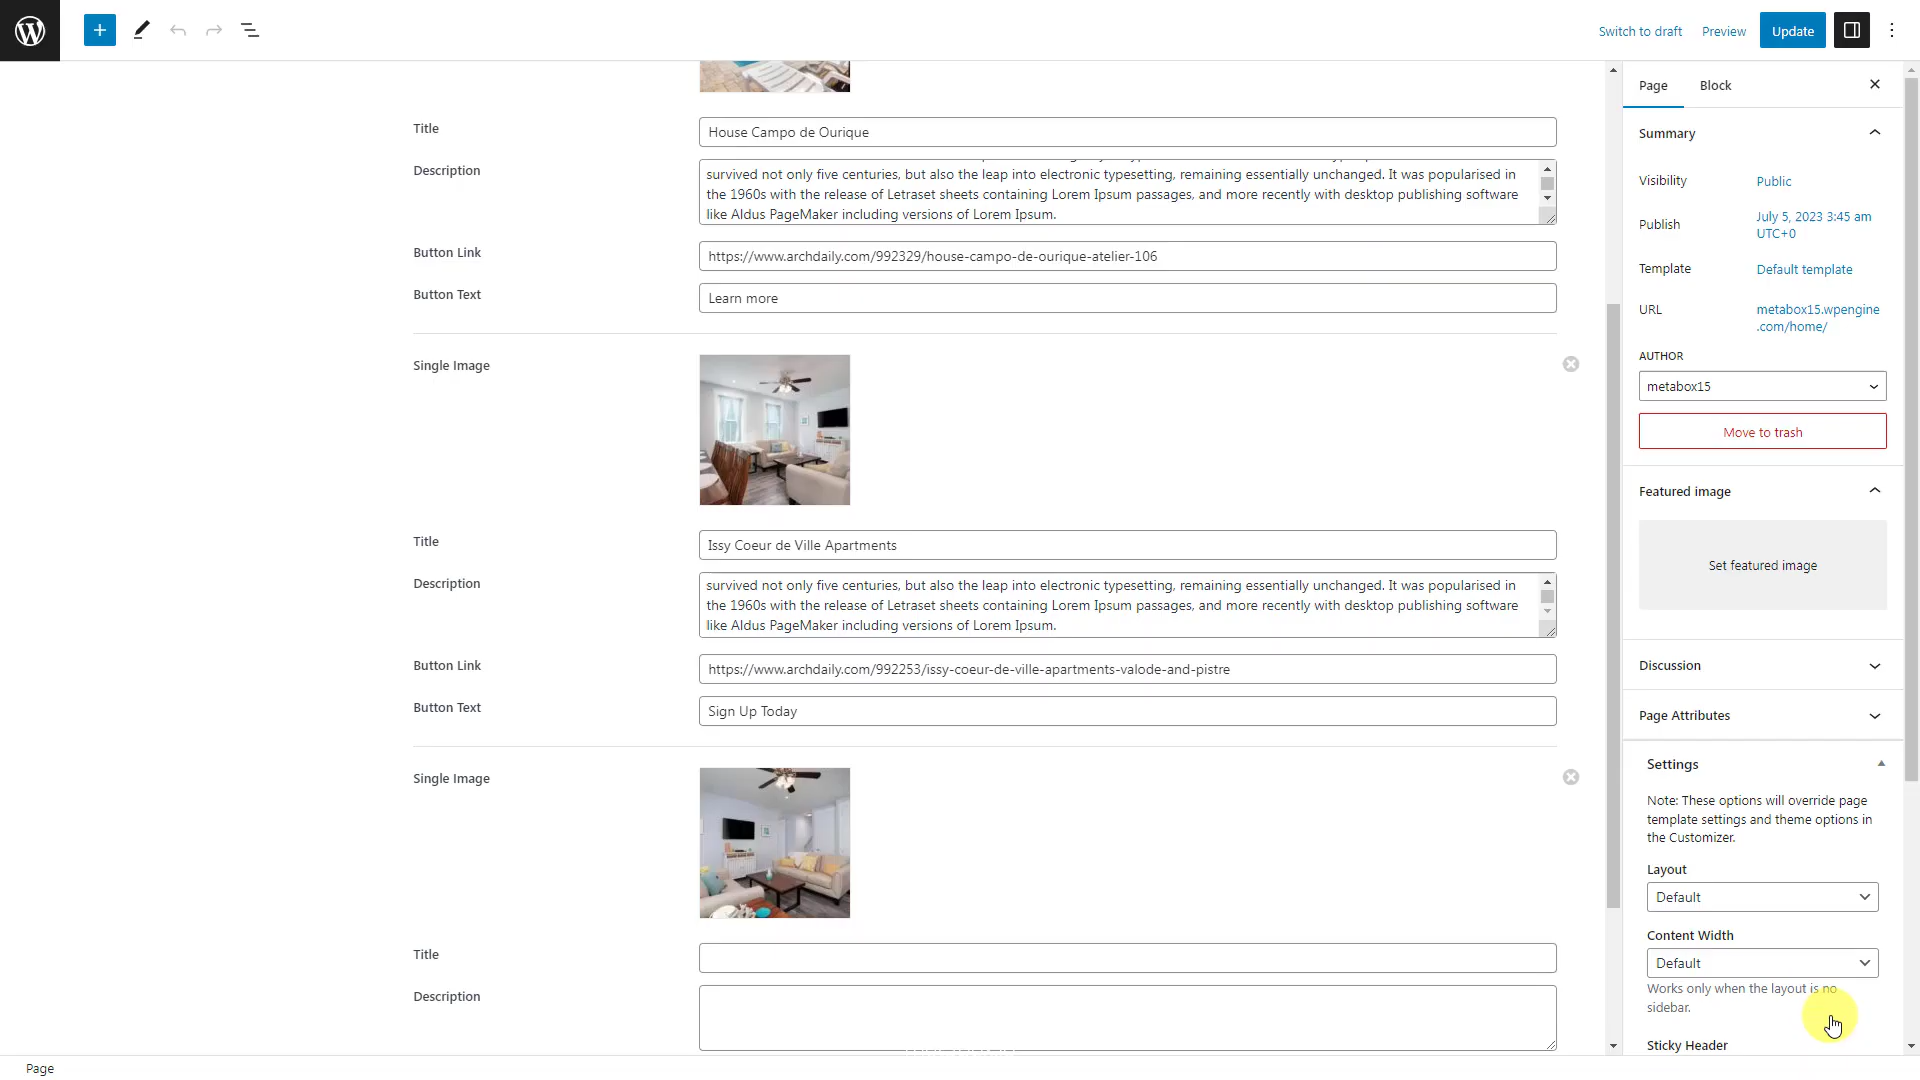 Switch to draft
Preview
Update
Page
Block
Title
House Campo de Ourique
Description
survived not only five centuries, but also the leap into electronic typesetting, remaining essentially unchanged. It was popularised in
the 1960s with the release of Letraset sheets containing Lorem Ipsum passages, and more recently with desktop publishing software
like Aldus PageMaker including versions of Lorem Ipsum.
Button Link
https://www.archdaily.com/992329/house-campo-de-ourique-atelier-106
Button Text
Learn more
Single Image
Title
Issy Coeur de Ville Apartments
Description
survived not only five centuries, but also the leap into electronic typesetting, remaining essentially unchanged. It was popularised in
the 1960s with the release of Letraset sheets containing Lorem Ipsum passages, and more recently with desktop publishing software
like Aldus PageMaker including versions of Lorem Ipsum.
Button Link
https://www.archdaily.com/992253/issy-coeur-de-ville-apartments-valode-and-pistre
Button Text
Sign Up Today
Single Image
Title
Description
Summary
Visibility
Public
Publish
July 5, 2023 3:45 am
UTC+0
Template
Default template
URL
metabox15.wpengine
.com/home/
AUTHOR
metabox15
Move to trash
Featured image
Set featured image
Discussion
Page Attributes
Settings
Note: These options will override page
template settings and theme options in
the Customizer.
Layout
Default
Content Width
Default
Works only when the layout is no
sidebar.
Sticky Header
Page